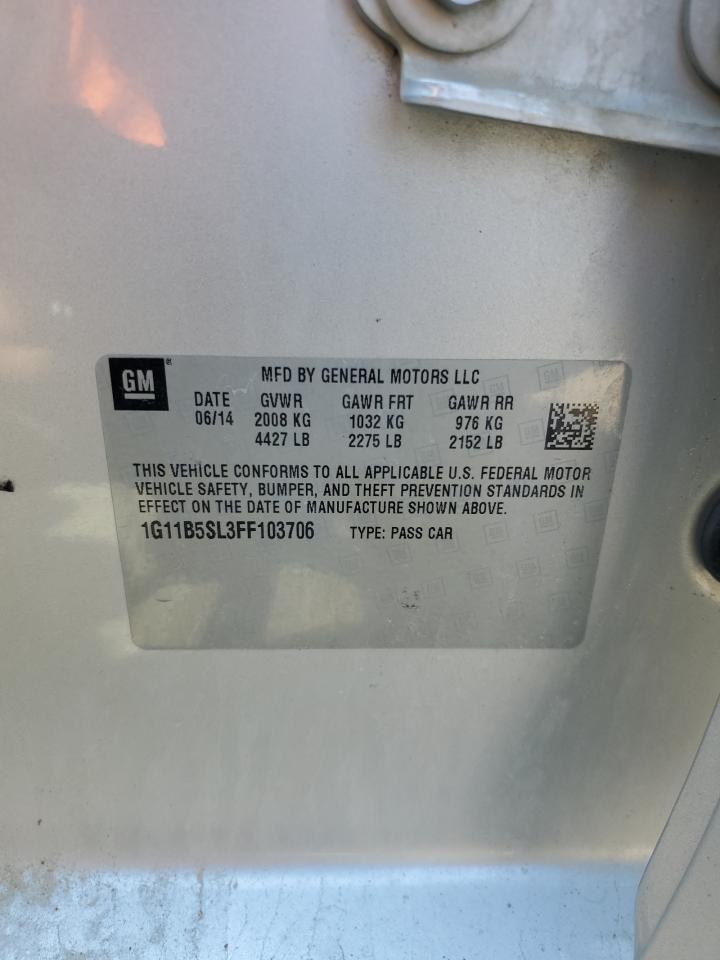 GM
MFD BY GENERAL MOTORS LLC
DATE GVWR GAWR FRT GAWR RR
06/14 2008 KG 1032 KG 976 KG
4427 LB 2275 LB 2152 LB
THIS VEHICLE CONFORMS TO ALL APPLICABLE U.S. FEDERAL MOTOR
VEHICLE SAFETY, BUMPER, AND THEFT PREVENTION STANDARDS IN
EFFECT ON THE DATE OF MANUFACTURE SHOWN ABOVE.
1G11B5SL3FF103706 TYPE: PASS CAR